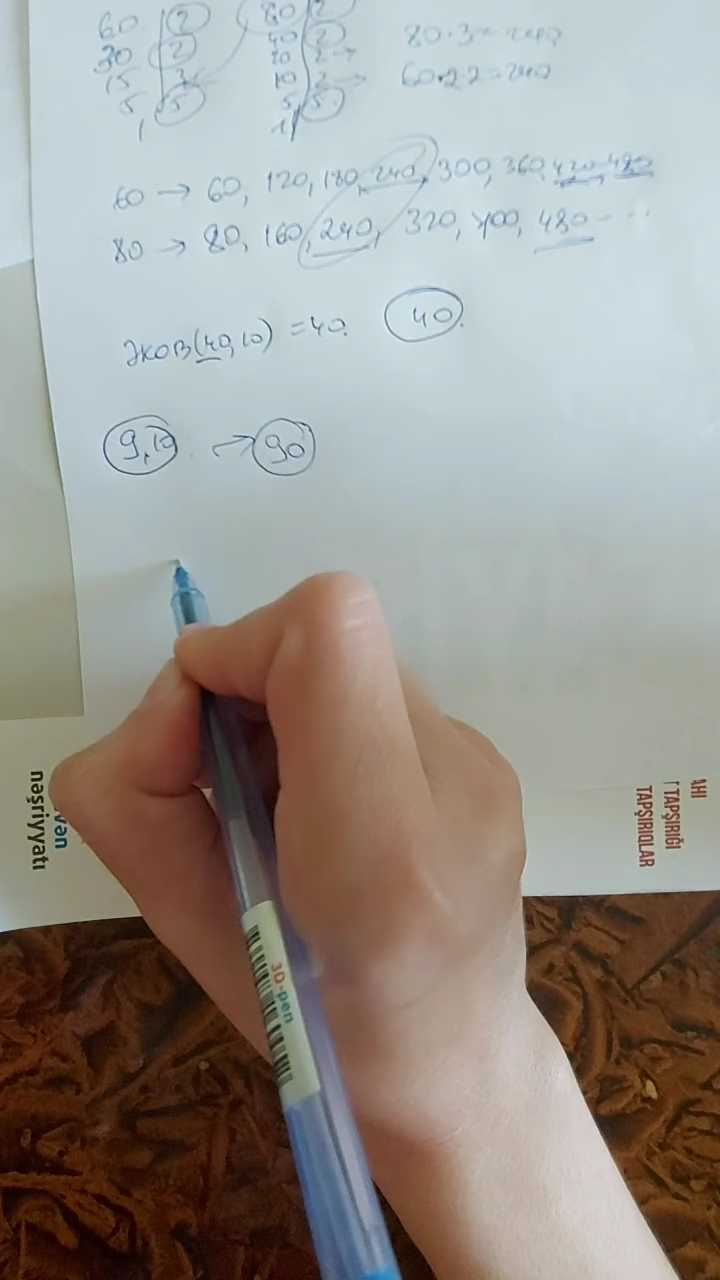 60 | 2 80 | 2
30 | 2 40 | 2 80·3=240
15 | 3 20 | 2 → 60·2·2=240
5 | 5 10 | 2 →
1 5 | 5
1
60 → 60, 120, 180, 240, 300, 360, 420, 480
80 → 80, 160, 240, 320, 400, 480 ...
ƏKOB(40,10) = 40. 40.
9,10 → 90
nəşriyyatı
TAPŞIRIĞI
TAPŞIRIQLAR
3D-pen